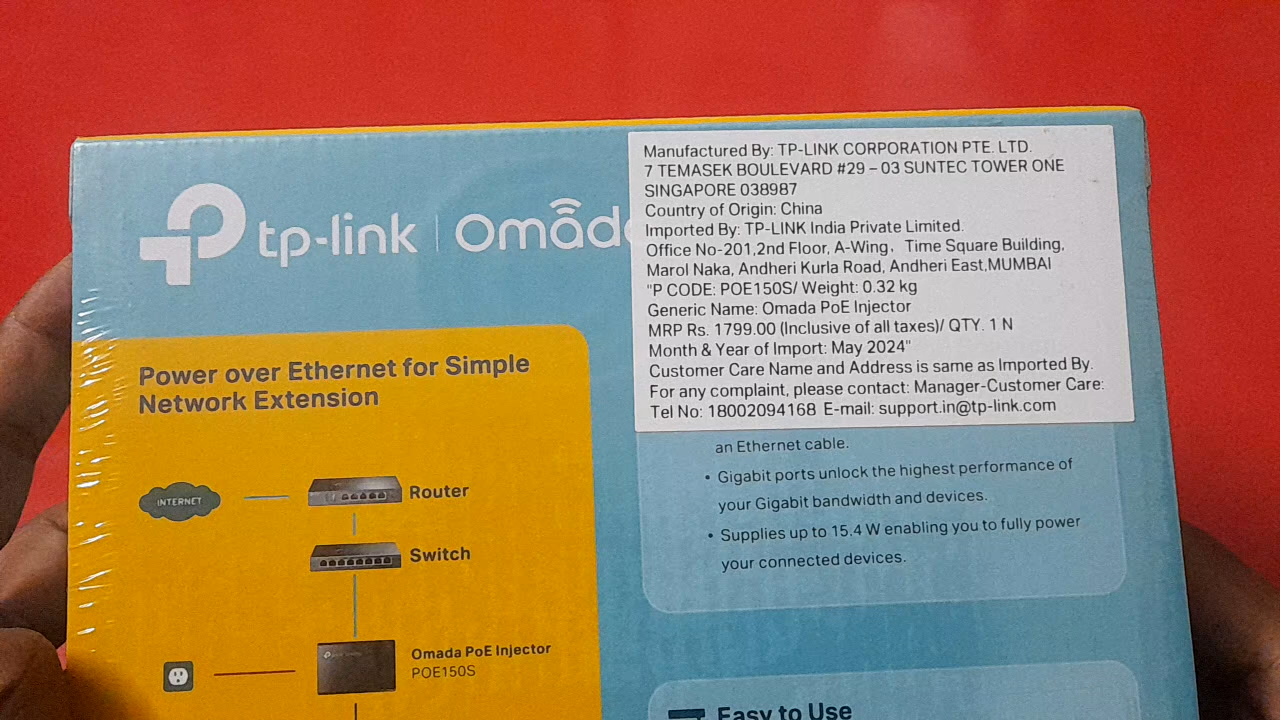 tp-link | Omada
Manufactured By: TP-LINK CORPORATION PTE. LTD.
7 TEMASEK BOULEVARD #29 – 03 SUNTEC TOWER ONE
SINGAPORE 038987
Country of Origin: China
Imported By: TP-LINK India Private Limited.
Office No-201,2nd Floor, A-Wing, Time Square Building,
Marol Naka, Andheri Kurla Road, Andheri East,MUMBAI
"P CODE: POE150S/ Weight: 0.32 kg
Generic Name: Omada PoE Injector
MRP Rs. 1799.00 (Inclusive of all taxes)/ QTY. 1 N
Month & Year of Import: May 2024"
Customer Care Name and Address is same as Imported By.
For any complaint, please contact: Manager-Customer Care:
Tel No: 18002094168 E-mail: support.in@tp-link.com
Power over Ethernet for Simple
Network Extension
INTERNET
Router
Switch
Omada PoE Injector
POE150S
an Ethernet cable.
• Gigabit ports unlock the highest performance of
your Gigabit bandwidth and devices.
• Supplies up to 15.4 W enabling you to fully power
your connected devices.
Easy to Use